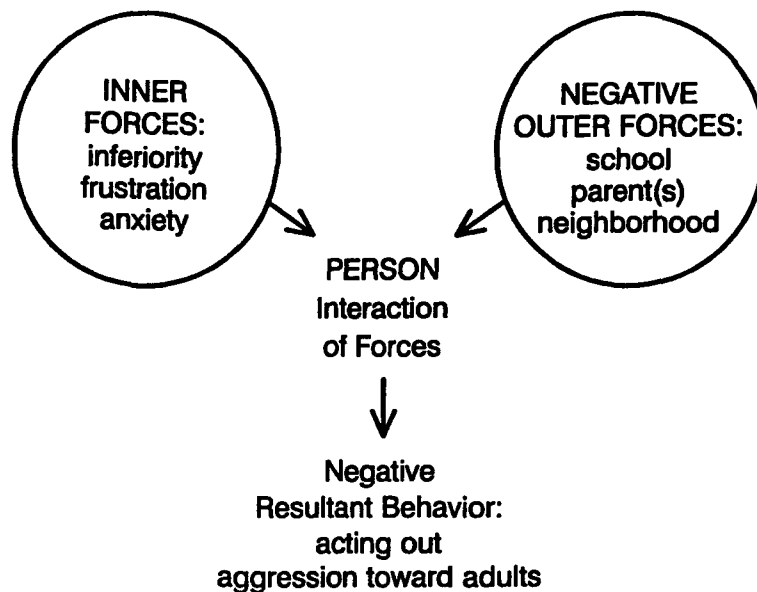 INNER
FORCES:
inferiority
frustration
anxiety
NEGATIVE
OUTER FORCES:
school
parent(s)
neighborhood
PERSON
Interaction
of Forces
Negative
Resultant Behavior:
acting out
aggression toward adults